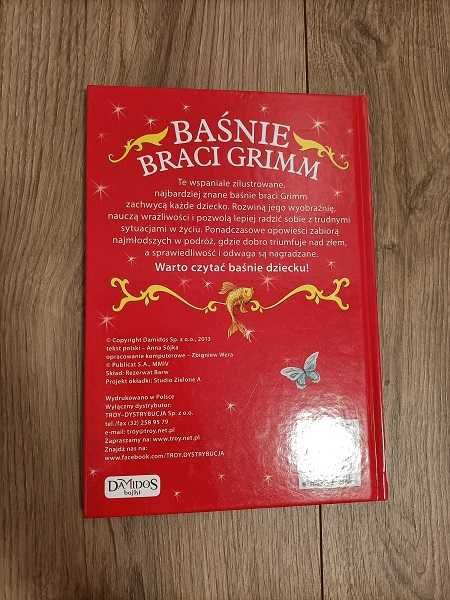 BAŚNIE
BRACI GRIMM
Te wspaniale zilustrowane,
najbardziej znane baśnie braci Grimm
zachwycą każde dziecko. Rozwiną jego wyobraźnię,
nauczą wrażliwości i pozwolą lepiej radzić sobie z trudnymi
sytuacjami w życiu. Ponadczasowe opowieści zabiorą
najmłodszych w podróż, gdzie dobro triumfuje nad złem,
a sprawiedliwość i odwaga są nagradzane.
Warto czytać baśnie dziecku!
© Copyright Damidos Sp. z o.o., 2013
tekst polski – Anna Sójka
opracowanie komputerowe – Zbigniew Wera
© Publicat S.A., MMIV
Skład: Rezerwat Barw
Projekt okładki: Studio Zielone A
Wydrukowano w Polsce
Wyłączny dystrybutor:
TROY-DYSTRYBUCJA Sp. z o.o.
tel./fax (32) 258 95 79
e-mail: troy@troy.net.pl
Zapraszamy na: www.troy.net.pl
Znajdź nas na:
www.facebook.com/TROY.DYSTRYBUCJA
DAMIDOS
bajki